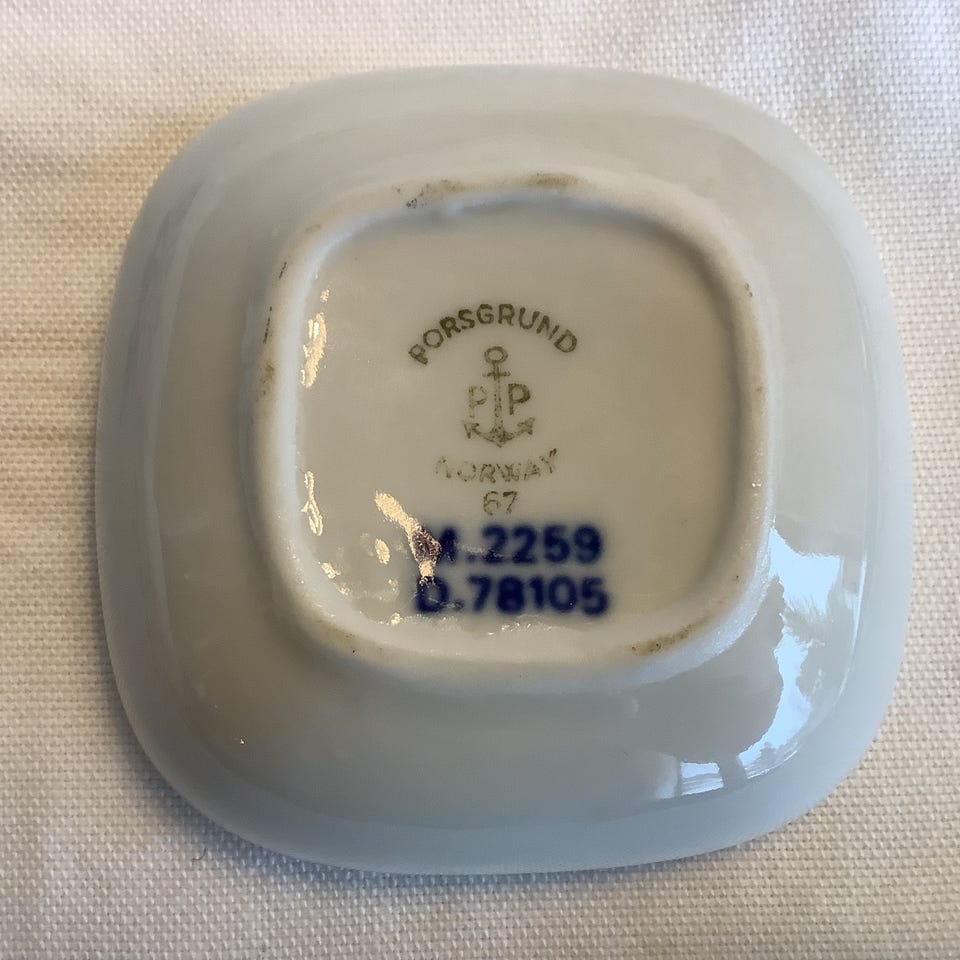 PORSGRUND
P P
NORWAY
67
M.2259
D.78105